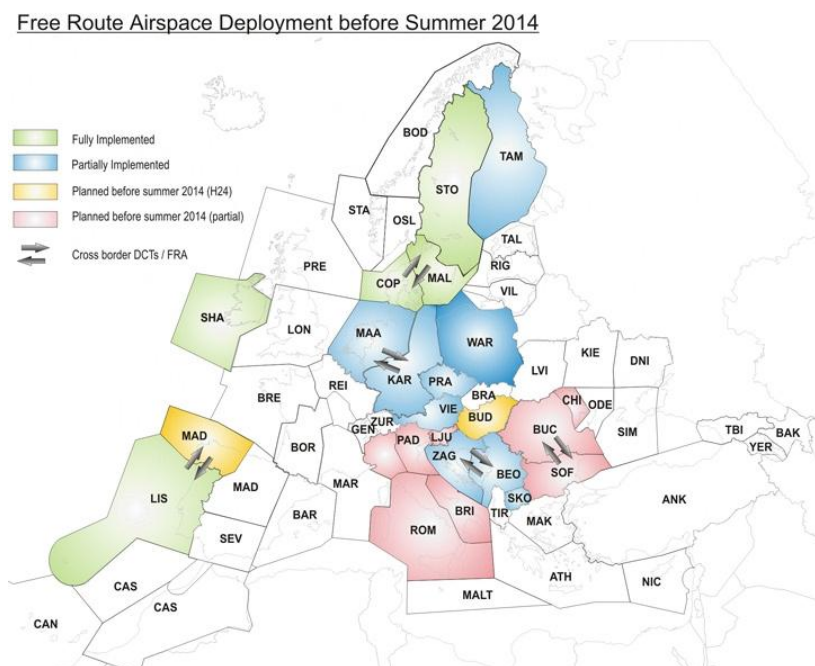 Free Route Airspace Deployment before Summer 2014
Fully Implemented
Partially Implemented
Planned before summer 2014 (H24)
Planned before summer 2014 (partial)
Cross border DCTs / FRA
BOD
TAM
STO
STA
OSL
TAL
PRE
RIG
COP
MAL
VIL
SHA
LON
MAA
WAR
KIE
DNI
LVI
KAR
PRA
REI
BRE
BRA
CHI
ODE
VIE
BUD
ZUR
GEN
BUC
SIM
MAD
BOR
PAD
LJU
TBI
BAK
YER
ZAG
BEO
SOF
LIS
MAD
MAR
SKO
ANK
BAR
BRI
TIR
MAK
ROM
SEV
ATH
NIC
CAS
MALT
CAS
CAN